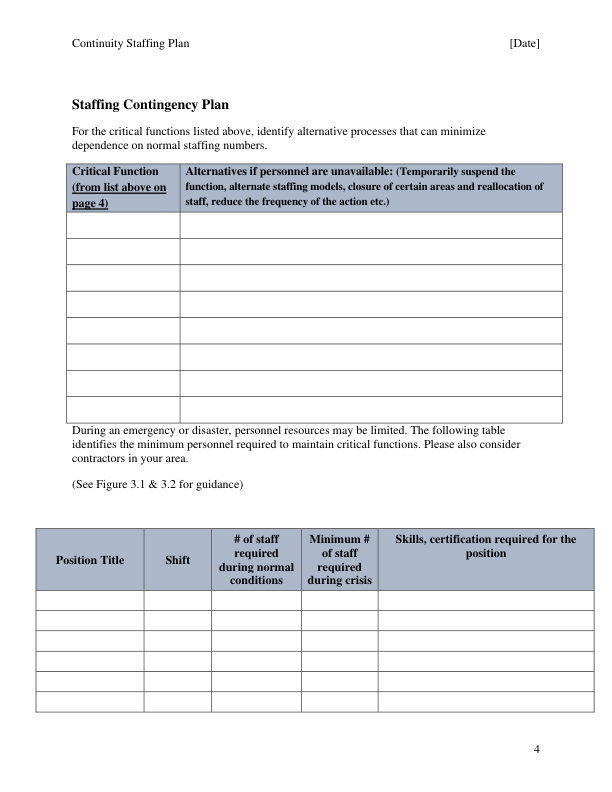 Continuity Staffing Plan [Date]
Staffing Contingency Plan
For the critical functions listed above, identify alternative processes that can minimize
dependence on normal staffing numbers.
Critical Function
(from list above on
page 4)
Alternatives if personnel are unavailable: (Temporarily suspend the
function, alternate staffing models, closure of certain areas and reallocation of
staff, reduce the frequency of the action etc.)
During an emergency or disaster, personnel resources may be limited. The following table
identifies the minimum personnel required to maintain critical functions. Please also consider
contractors in your area.
(See Figure 3.1 & 3.2 for guidance)
Position Title
Shift
# of staff
required
during normal
conditions
Minimum #
of staff
required
during crisis
Skills, certification required for the
position
4